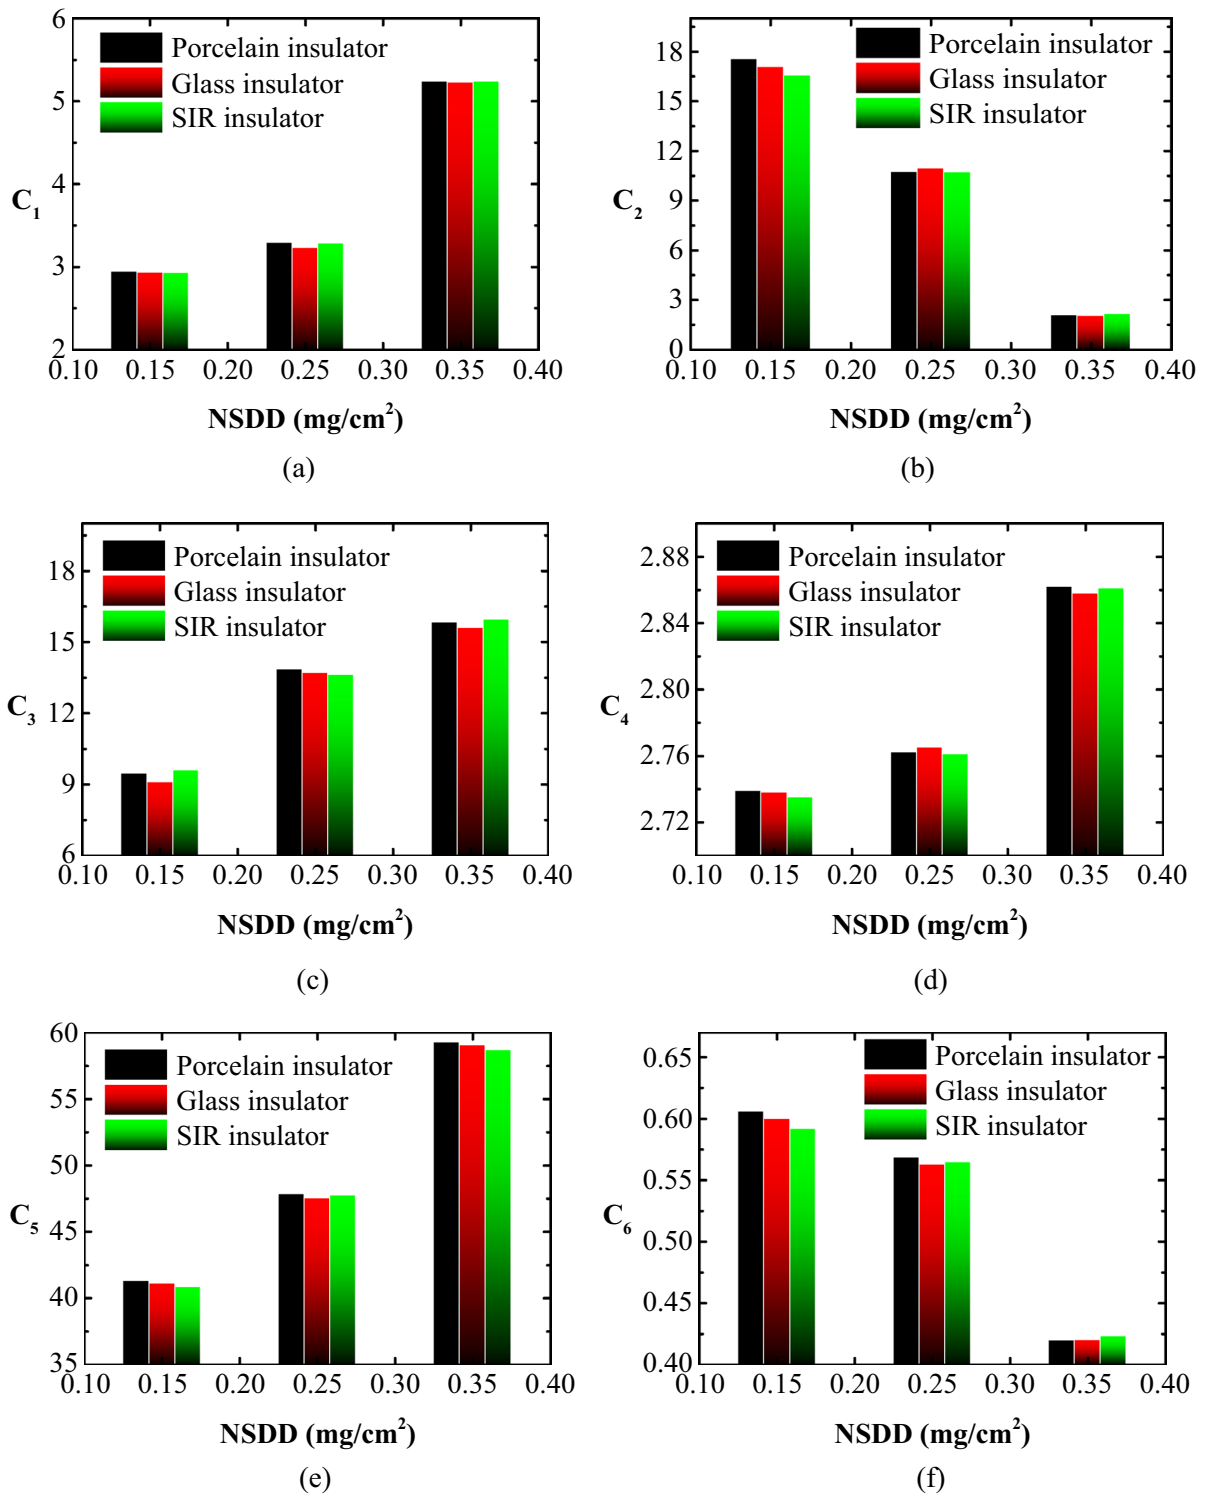 6
5
4
3
2
C1
Porcelain insulator
Glass insulator
SIR insulator
0.10 0.15 0.20 0.25 0.30 0.35 0.40
NSDD (mg/cm²)
(a)
18
15
12
9
6
3
0
C2
Porcelain insulator
Glass insulator
SIR insulator
0.10 0.15 0.20 0.25 0.30 0.35 0.40
NSDD (mg/cm²)
(b)
18
15
12
9
6
C3
Porcelain insulator
Glass insulator
SIR insulator
0.10 0.15 0.20 0.25 0.30 0.35 0.40
NSDD (mg/cm²)
(c)
2.88
2.84
2.80
2.76
2.72
C4
Porcelain insulator
Glass insulator
SIR insulator
0.10 0.15 0.20 0.25 0.30 0.35 0.40
NSDD (mg/cm²)
(d)
60
55
50
45
40
35
C5
Porcelain insulator
Glass insulator
SIR insulator
0.10 0.15 0.20 0.25 0.30 0.35 0.40
NSDD (mg/cm²)
(e)
0.65
0.60
0.55
0.50
0.45
0.40
C6
Porcelain insulator
Glass insulator
SIR insulator
0.10 0.15 0.20 0.25 0.30 0.35 0.40
NSDD (mg/cm²)
(f)